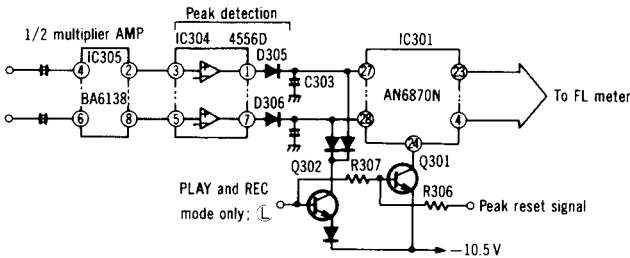 Peak detection
1/2 multiplier AMP
IC305
IC304 4556D
D305
IC301
4 2 3 1 27 23
C303
BA6138
AN6870N
To FL meter
D306
6 8 5 7 28 4
24
Q302 R307 Q301
PLAY and REC
mode only; L
R306
Peak reset signal
−10.5V